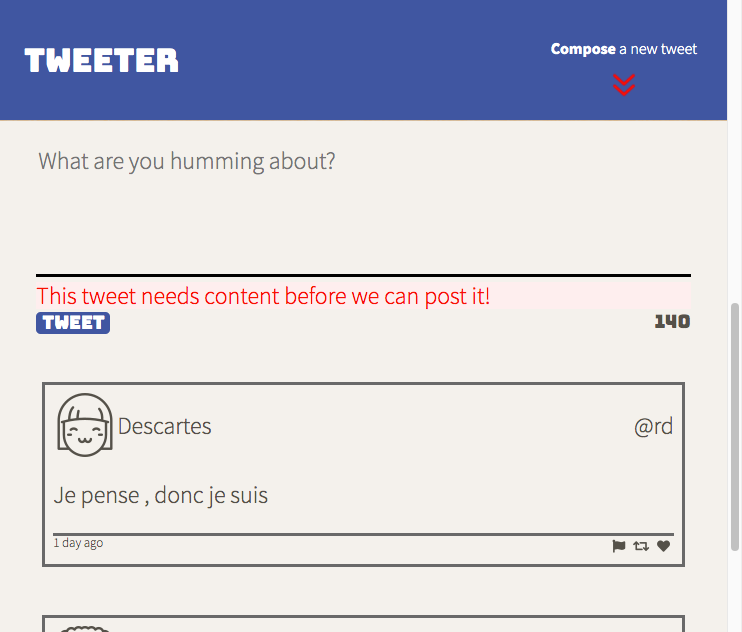 TWEETER
Compose a new tweet
What are you humming about?
This tweet needs content before we can post it!
TWEET
140
Descartes
@rd
Je pense , donc je suis
1 day ago